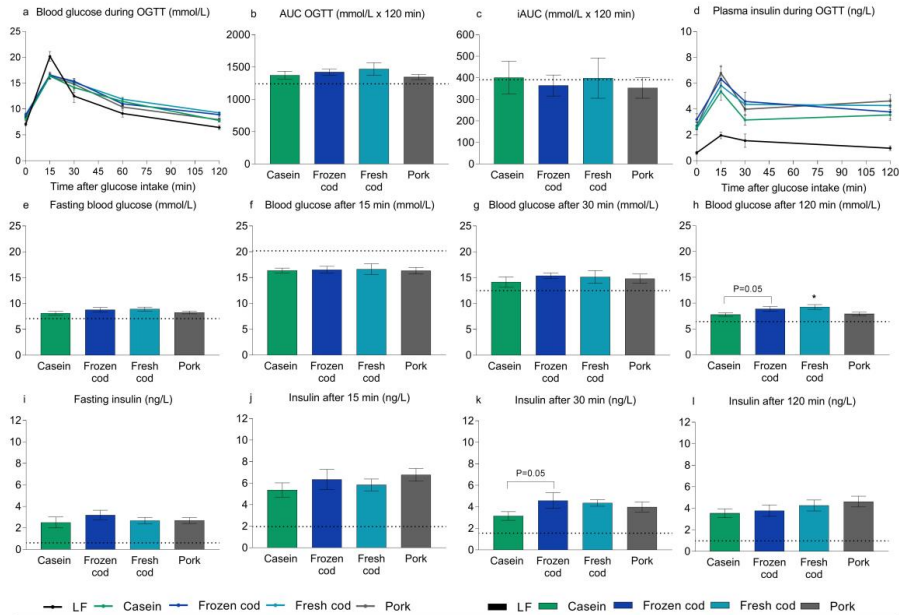 a Blood glucose during OGTT (mmol/L)
25
20
15
10
5
0
0 15 30 45 60 75 90 105 120
Time after glucose intake (min)
b AUC OGTT (mmol/L x 120 min)
2000
1500
1000
500
0
Casein Frozen cod Fresh cod Pork
c iAUC (mmol/L x 120 min)
600
500
400
300
200
100
0
Casein Frozen cod Fresh cod Pork
d Plasma insulin during OGTT (ng/L)
10
8
6
4
2
0
0 15 30 45 60 75 90 105 120
Time after glucose intake (min)
e Fasting blood glucose (mmol/L)
25
20
15
10
5
0
Casein Frozen cod Fresh cod Pork
f Blood glucose after 15 min (mmol/L)
25
20
15
10
5
0
Casein Frozen cod Fresh cod Pork
g Blood glucose after 30 min (mmol/L)
25
20
15
10
5
0
Casein Frozen cod Fresh cod Pork
h Blood glucose after 120 min (mmol/L)
25
20
15
10
5
0
P=0.05
*
Casein Frozen cod Fresh cod Pork
i Fasting insulin (ng/L)
12
10
8
6
4
2
0
Casein Frozen cod Fresh cod Pork
j Insulin after 15 min (ng/L)
12
10
8
6
4
2
0
Casein Frozen cod Fresh cod Pork
k Insulin after 30 min (ng/L)
12
10
8
6
4
2
0
P=0.05
Casein Frozen cod Fresh cod Pork
l Insulin after 120 min (ng/L)
12
10
8
6
4
2
0
Casein Frozen cod Fresh cod Pork
LF Casein Frozen cod Fresh cod Pork
LF Casein Frozen cod Fresh cod Pork